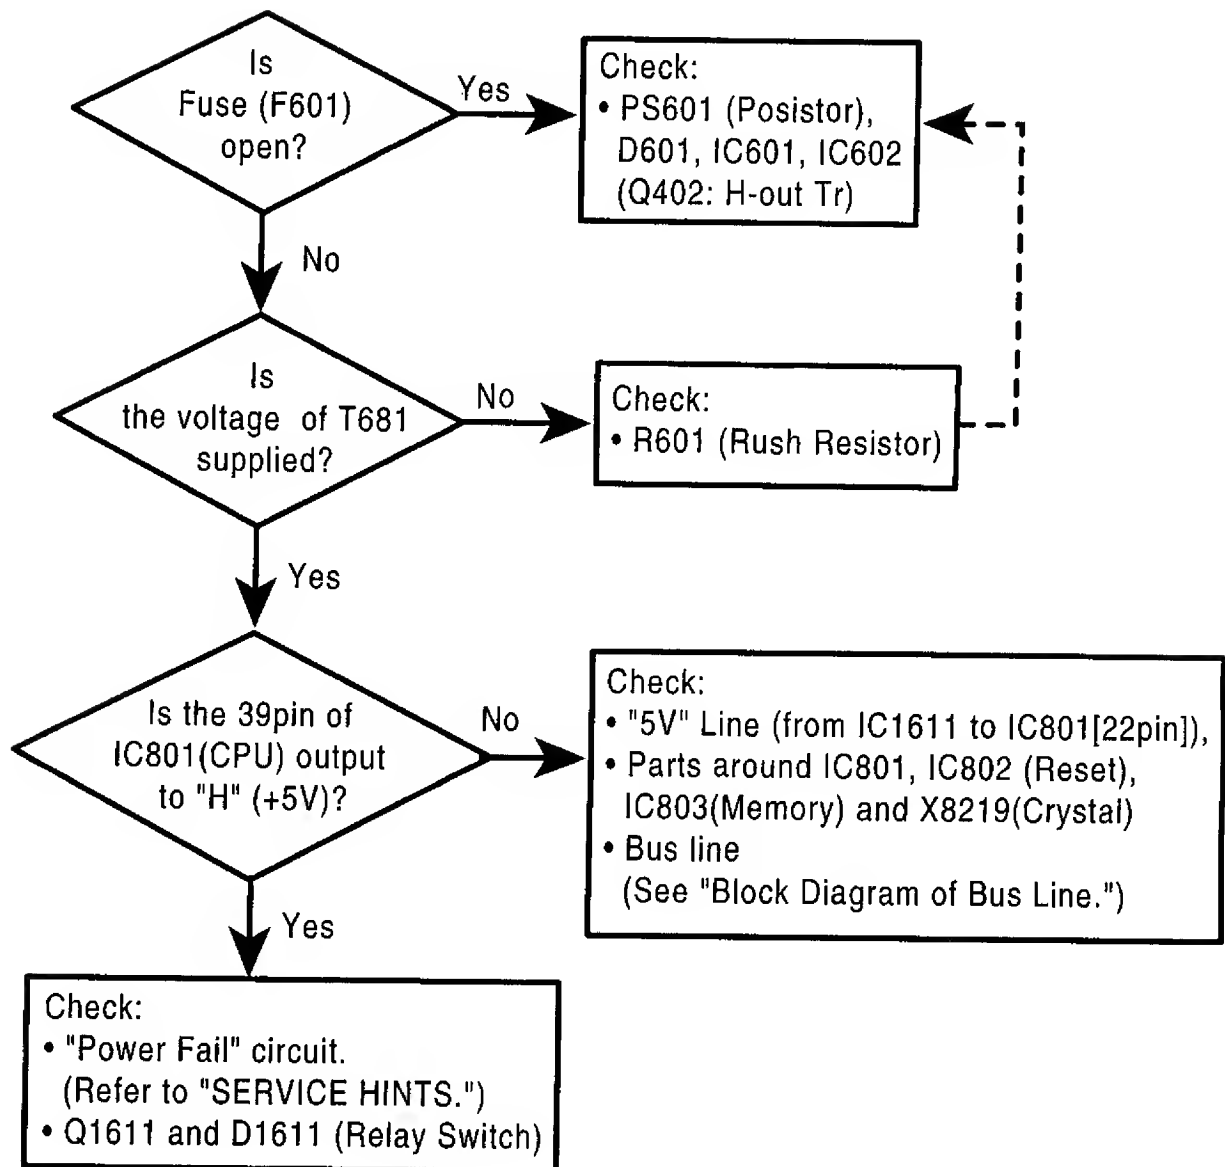 Is
Fuse (F601)
open?
Yes
Check:
• PS601 (Posistor),
D601, IC601, IC602
(Q402: H-out Tr)
No
Is
the voltage of T681
supplied?
No
Check:
• R601 (Rush Resistor)
Yes
Is the 39pin of
IC801(CPU) output
to "H" (+5V)?
No
Check:
• "5V" Line (from IC1611 to IC801[22pin]),
• Parts around IC801, IC802 (Reset),
IC803(Memory) and X8219(Crystal)
• Bus line
(See "Block Diagram of Bus Line.")
Yes
Check:
• "Power Fail" circuit.
(Refer to "SERVICE HINTS.")
• Q1611 and D1611 (Relay Switch)